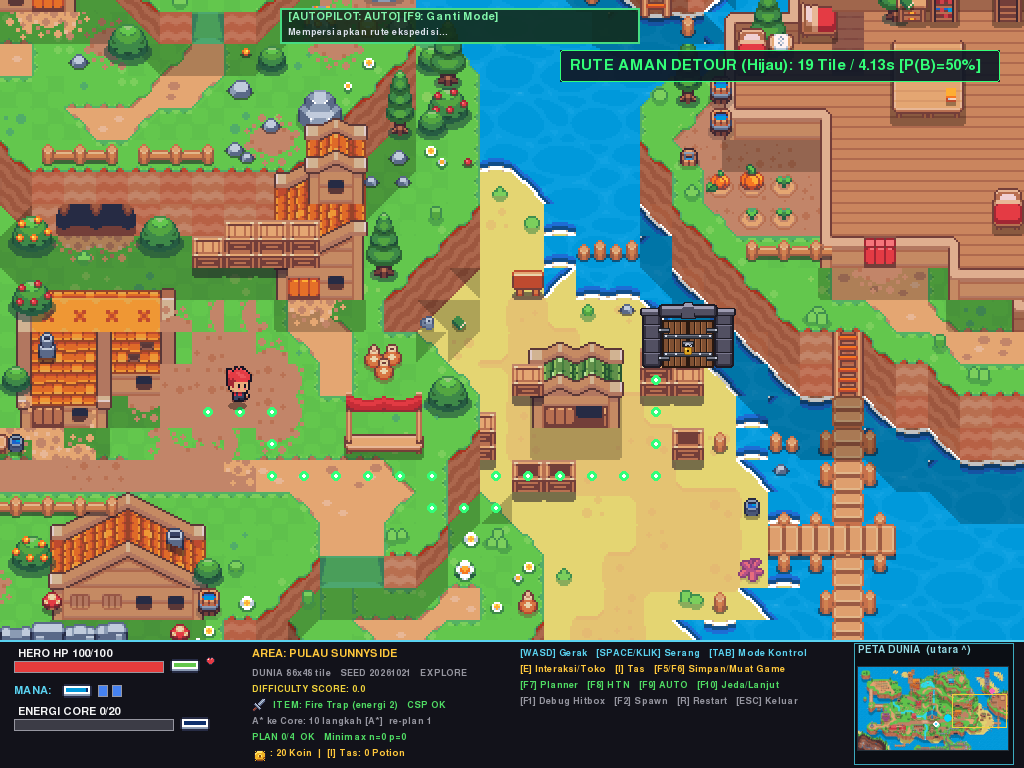 [AUTOPILOT: AUTO] [F9: Ganti Mode]
Mempersiapkan rute ekspedisi...
RUTE AMAN DETOUR (Hijau): 19 Tile / 4.13s [P(B)=50%]
HERO HP 100/100
MANA:
ENERGI CORE 0/20
AREA: PULAU SUNNYSIDE
DUNIA 86x48 tile SEED 20261021 EXPLORE
DIFFICULTY SCORE: 0.0
ITEM: Fire Trap (energi 2) CSP OK
A* ke Core: 10 langkah [A*] re-plan 1
PLAN 0/4 OK Minimax n=0 p=0
: 20 Koin | [I] Tas: 0 Potion
[WASD] Gerak [SPACE/KLIK] Serang [TAB] Mode Kontrol
[E] Interaksi/Toko [I] Tas [F5/F6] Simpan/Muat Game
[F7] Planner [F8] HTN [F9] AUTO [F10] Jeda/Lanjut
[F1] Debug Hitbox [F2] Spawn [R] Restart [ESC] Keluar
PETA DUNIA (utara ^)